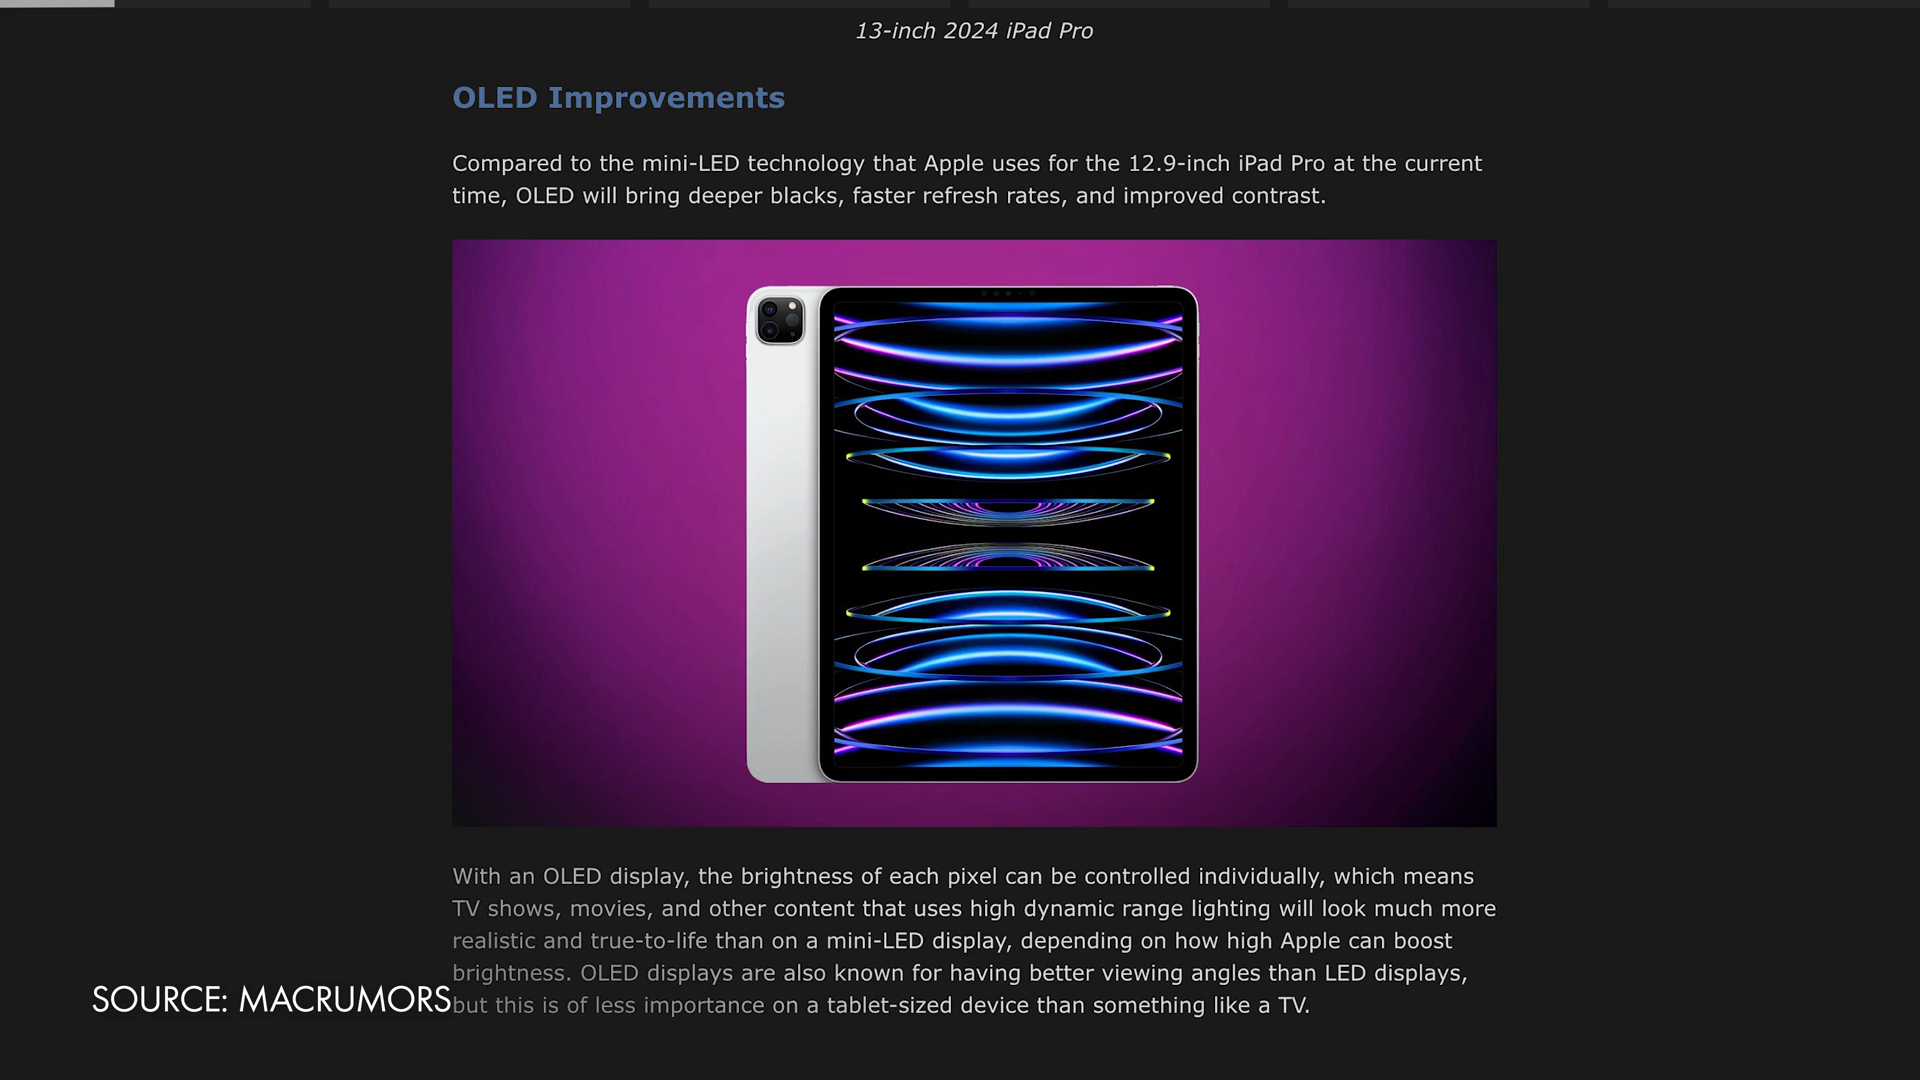 13-inch 2024 iPad Pro
OLED Improvements
Compared to the mini-LED technology that Apple uses for the 12.9-inch iPad Pro at the current
time, OLED will bring deeper blacks, faster refresh rates, and improved contrast.
With an OLED display, the brightness of each pixel can be controlled individually, which means
TV shows, movies, and other content that uses high dynamic range lighting will look much more
realistic and true-to-life than on a mini-LED display, depending on how high Apple can boost
brightness. OLED displays are also known for having better viewing angles than LED displays,
but this is of less importance on a tablet-sized device than something like a TV.
SOURCE: MACRUMORS